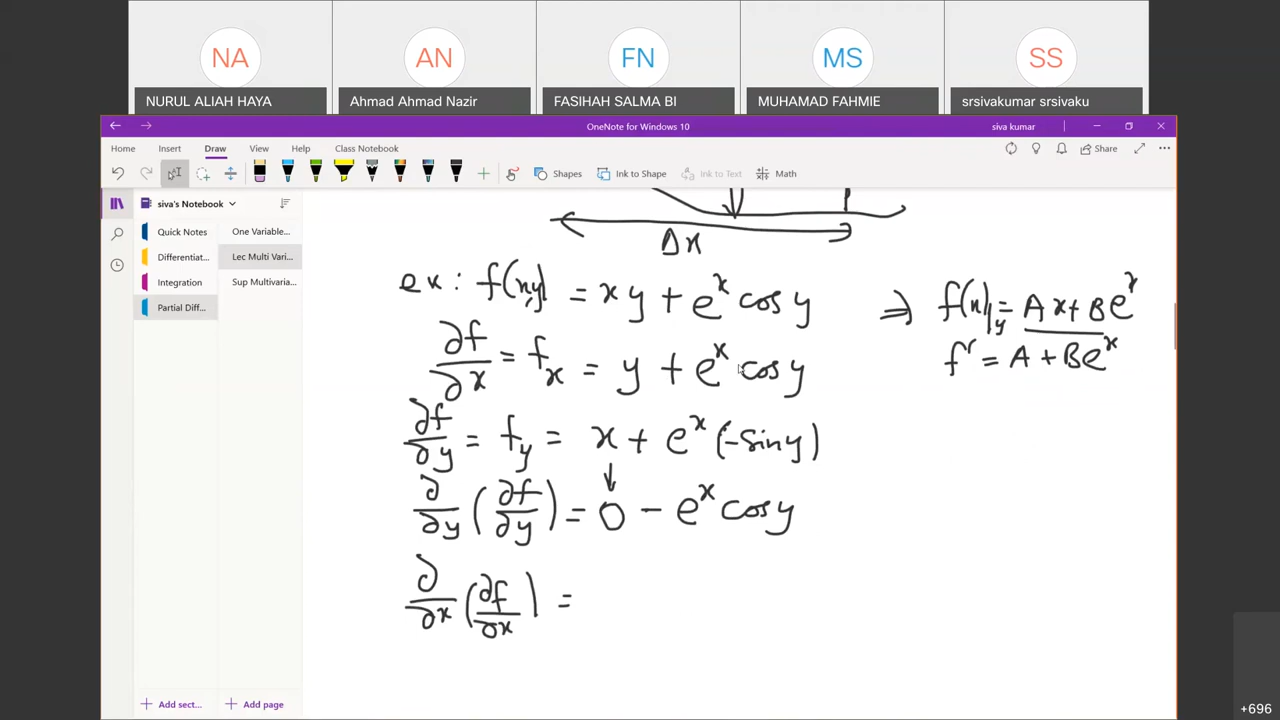 NA AN FN MS SS
NURUL ALIAH HAYA Ahmad Ahmad Nazir FASIHAH SALMA BI MUHAMAD FAHMIE srsivakumar srsivaku
OneNote for Windows 10 siva kumar
Home Insert Draw View Help Class Notebook Share
Shapes Ink to Shape Ink to Text Math
siva's Notebook
Quick Notes One Variable...
Differentiat... Lec Multi Vari...
Integration Sup Multivaria...
Partial Diff...
Δx
ex: f(x,y) = xy + e^x cos y ⇒ f(x)|_y = Ax + Be^x
∂f/∂x = f_x = y + e^x cos y f' = A + Be^x
∂f/∂y = f_y = x + e^x (-sin y)
↓
∂/∂y (∂f/∂y) = 0 - e^x cos y
∂/∂x (∂f/∂x) =
+ Add sect... + Add page
+696